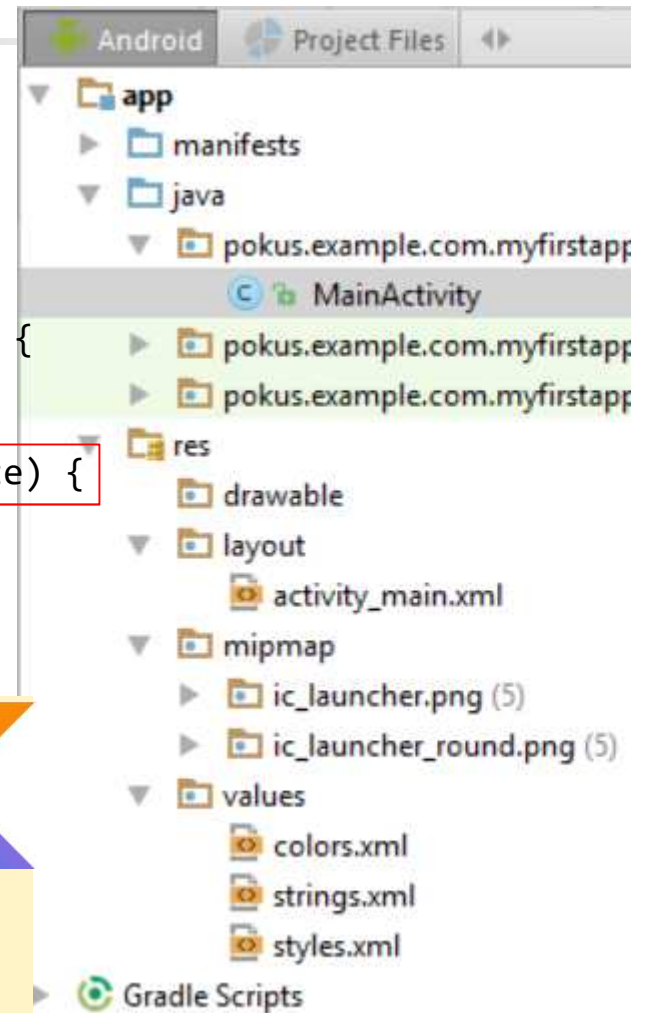 Android Project Files
app
manifests
java
pokus.example.com.myfirstapp
C MainActivity
{
pokus.example.com.myfirstapp
pokus.example.com.myfirstapp
res
e) {
drawable
layout
activity_main.xml
mipmap
ic_launcher.png (5)
ic_launcher_round.png (5)
values
colors.xml
strings.xml
styles.xml
Gradle Scripts